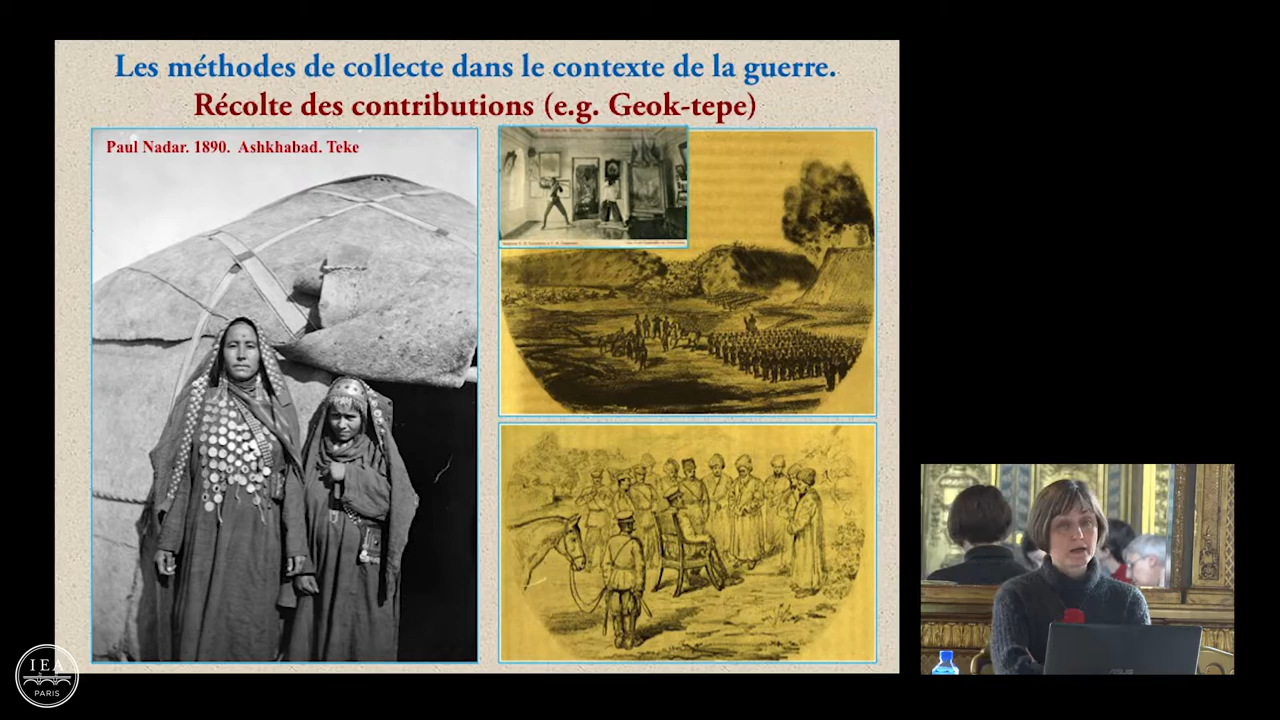 Les méthodes de collecte dans le contexte de la guerre.
Récolte des contributions (e.g. Geok-tepe)
Paul Nadar. 1890. Ashkhabad. Teke
IEA
PARIS
ASUS